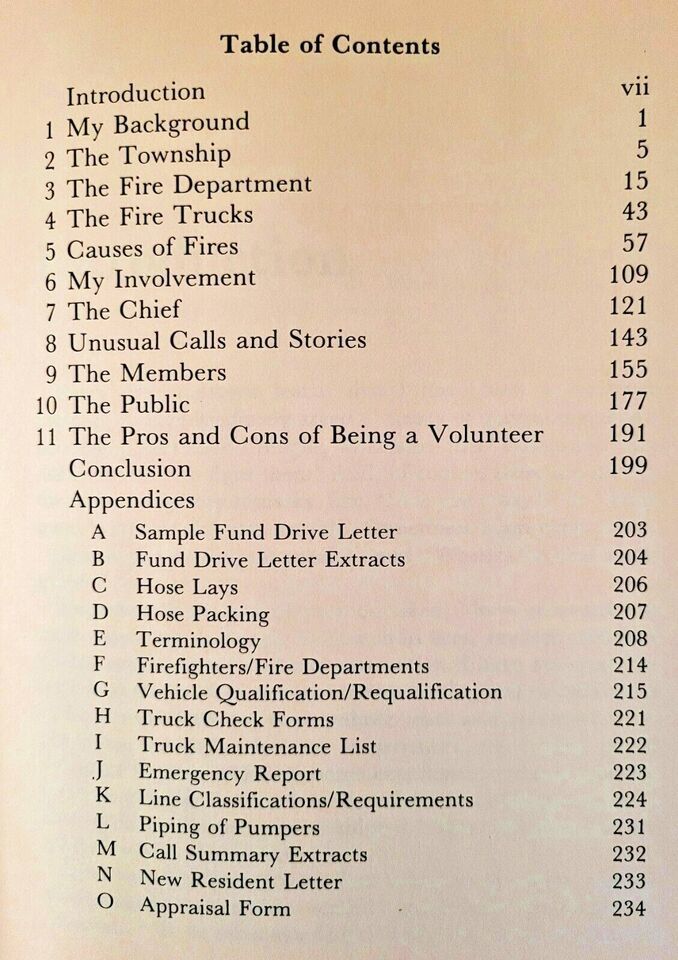 Table of Contents
Introduction vii
1 My Background 1
2 The Township 5
3 The Fire Department 15
4 The Fire Trucks 43
5 Causes of Fires 57
6 My Involvement 109
7 The Chief 121
8 Unusual Calls and Stories 143
9 The Members 155
10 The Public 177
11 The Pros and Cons of Being a Volunteer 191
Conclusion 199
Appendices
A Sample Fund Drive Letter 203
B Fund Drive Letter Extracts 204
C Hose Lays 206
D Hose Packing 207
E Terminology 208
F Firefighters/Fire Departments 214
G Vehicle Qualification/Requalification 215
H Truck Check Forms 221
I Truck Maintenance List 222
J Emergency Report 223
K Line Classifications/Requirements 224
L Piping of Pumpers 231
M Call Summary Extracts 232
N New Resident Letter 233
O Appraisal Form 234